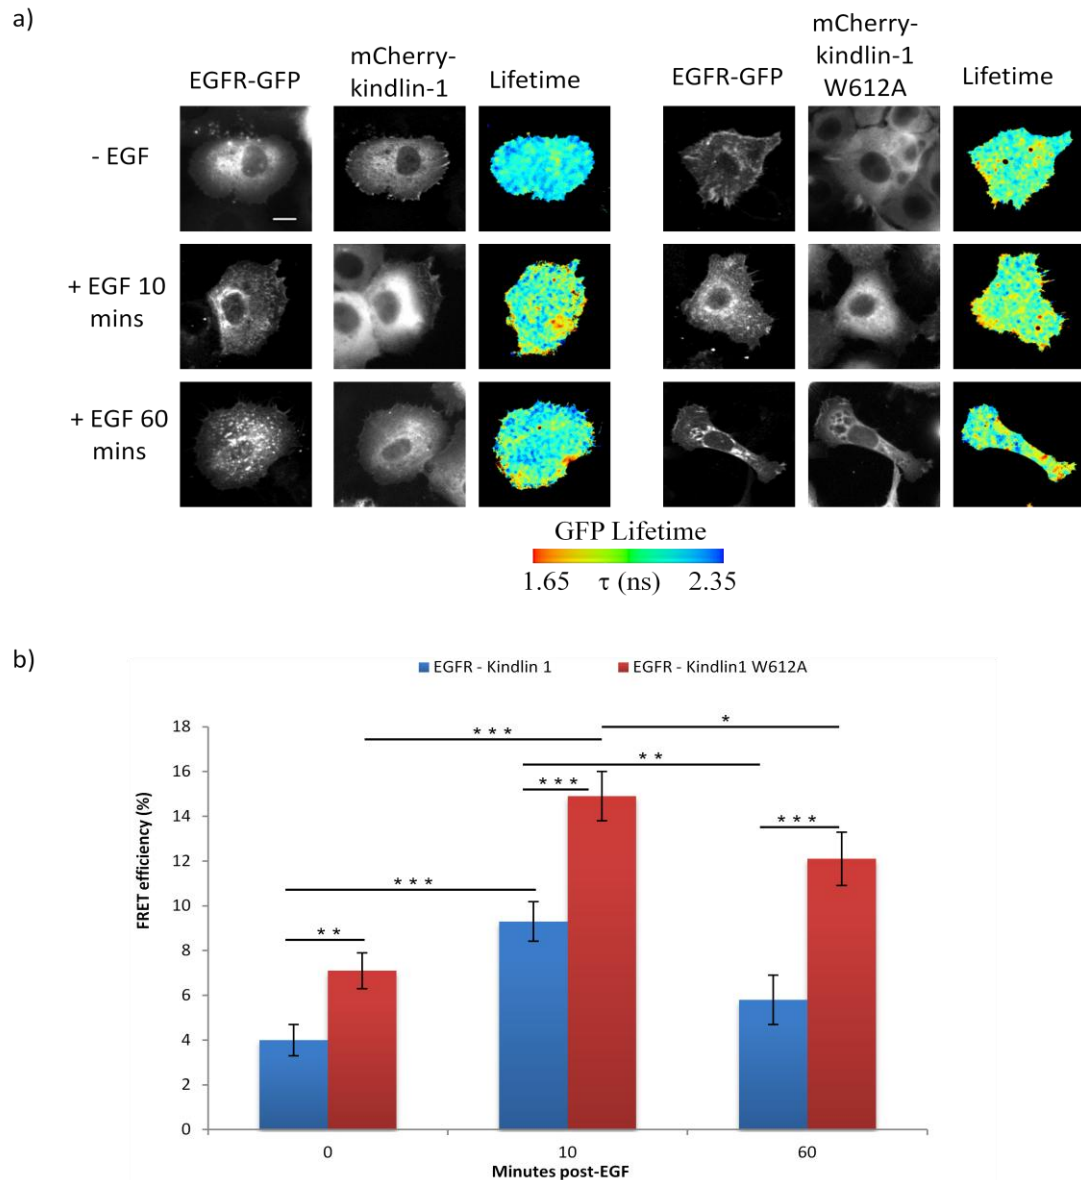 a)
EGFR-GFP
mCherry-
kindlin-1
Lifetime
EGFR-GFP
mCherry-
kindlin-1
W612A
Lifetime
- EGF
+ EGF 10
mins
+ EGF 60
mins
GFP Lifetime
1.65 τ (ns) 2.35
b)
EGFR - Kindlin 1
EGFR - Kindlin1 W612A
FRET efficiency (%)
18
16
14
12
10
8
6
4
2
0
* * *
*
* *
* * *
* * *
* * *
* *
0 10 60
Minutes post-EGF